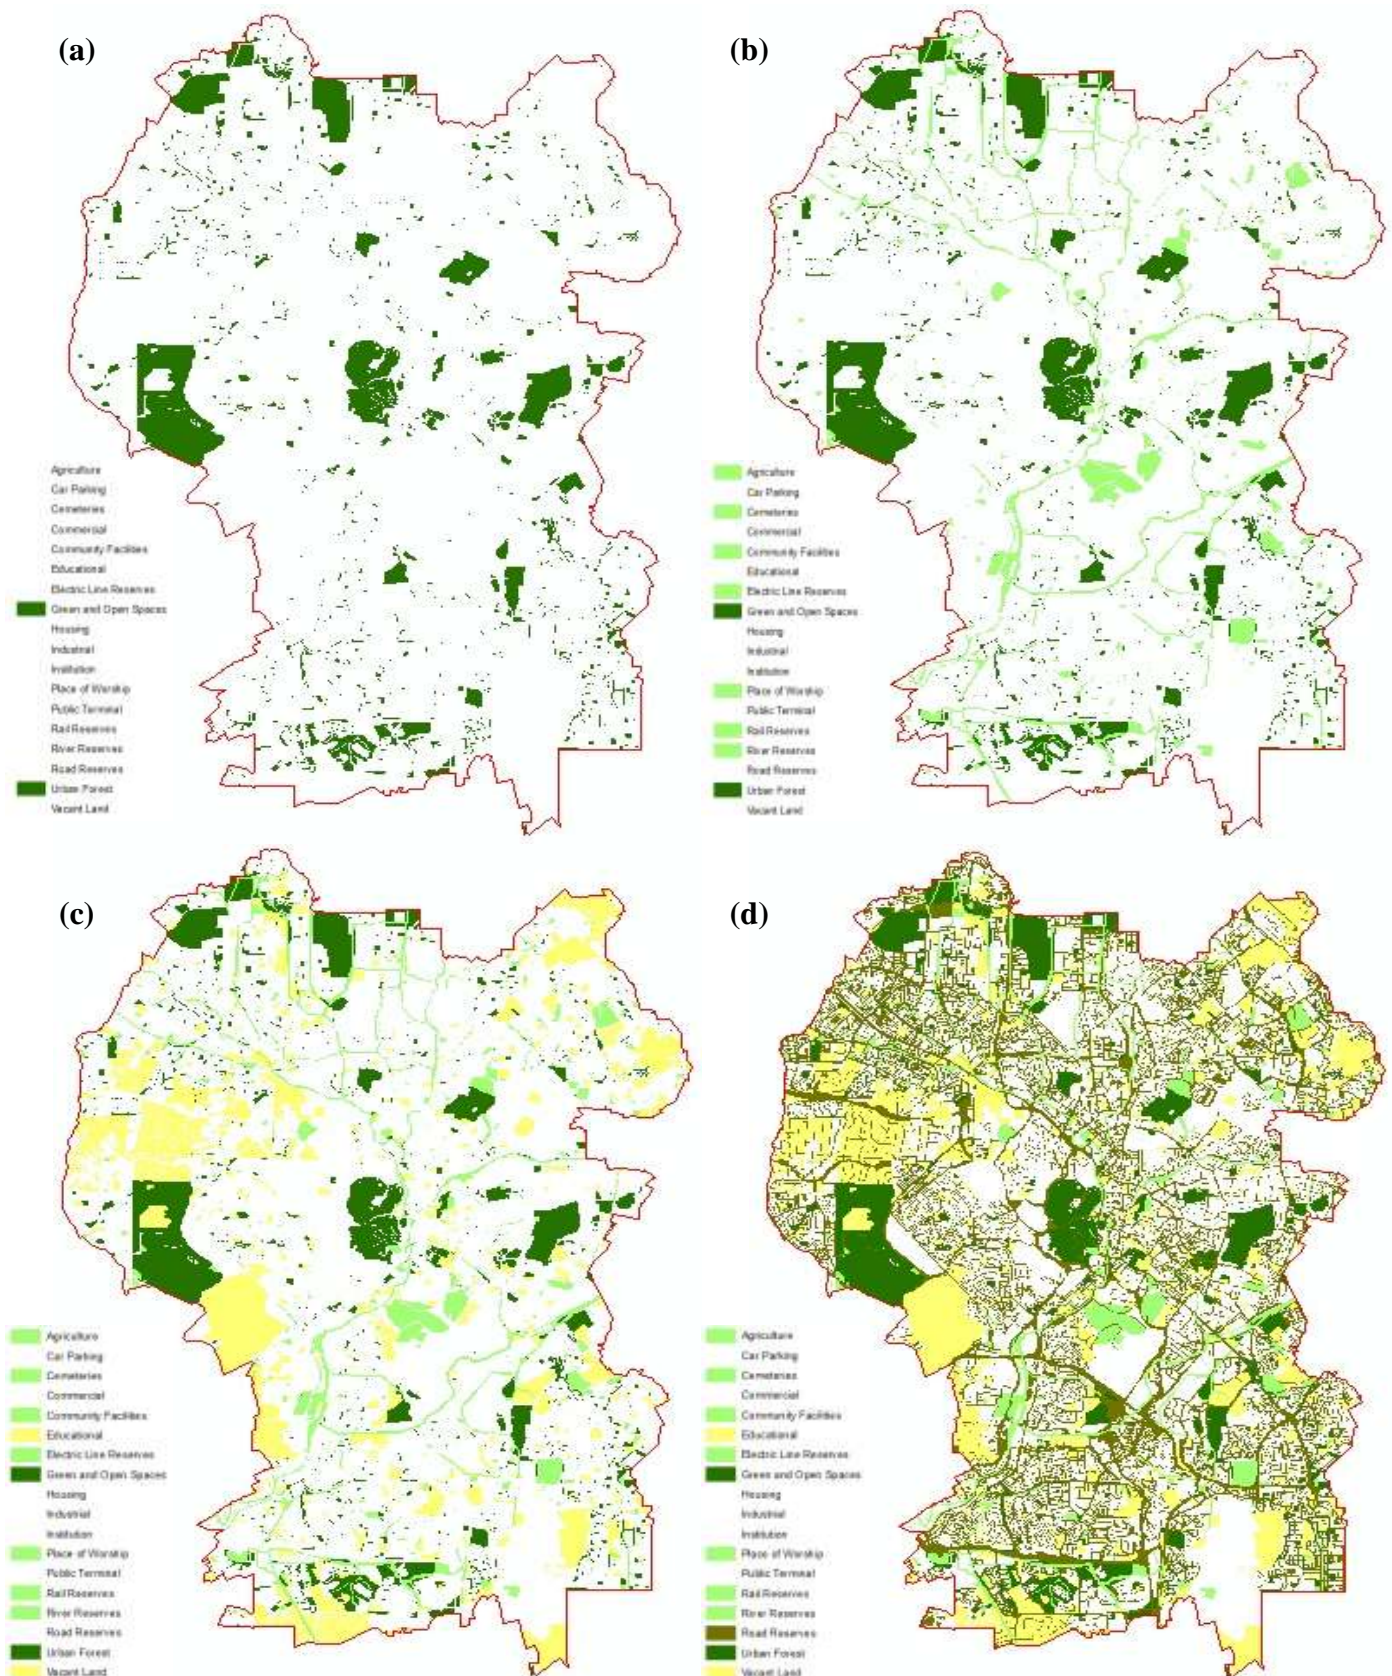 (a)
Agriculture
Car Parking
Cemeteries
Commercial
Community Facilities
Educational
Electric Line Reserves
Green and Open Spaces
Housing
Industrial
Institution
Place of Worship
Public Terminal
Rail Reserves
River Reserves
Road Reserves
Urban Forest
Vacant Land
(b)
Agriculture
Car Parking
Cemeteries
Commercial
Community Facilities
Educational
Electric Line Reserves
Green and Open Spaces
Housing
Industrial
Institution
Place of Worship
Public Terminal
Rail Reserves
River Reserves
Road Reserves
Urban Forest
Vacant Land
(c)
Agriculture
Car Parking
Cemeteries
Commercial
Community Facilities
Educational
Electric Line Reserves
Green and Open Spaces
Housing
Industrial
Institution
Place of Worship
Public Terminal
Rail Reserves
River Reserves
Road Reserves
Urban Forest
Vacant Land
(d)
Agriculture
Car Parking
Cemeteries
Commercial
Community Facilities
Educational
Electric Line Reserves
Green and Open Spaces
Housing
Industrial
Institution
Place of Worship
Public Terminal
Rail Reserves
River Reserves
Road Reserves
Urban Forest
Vacant Land